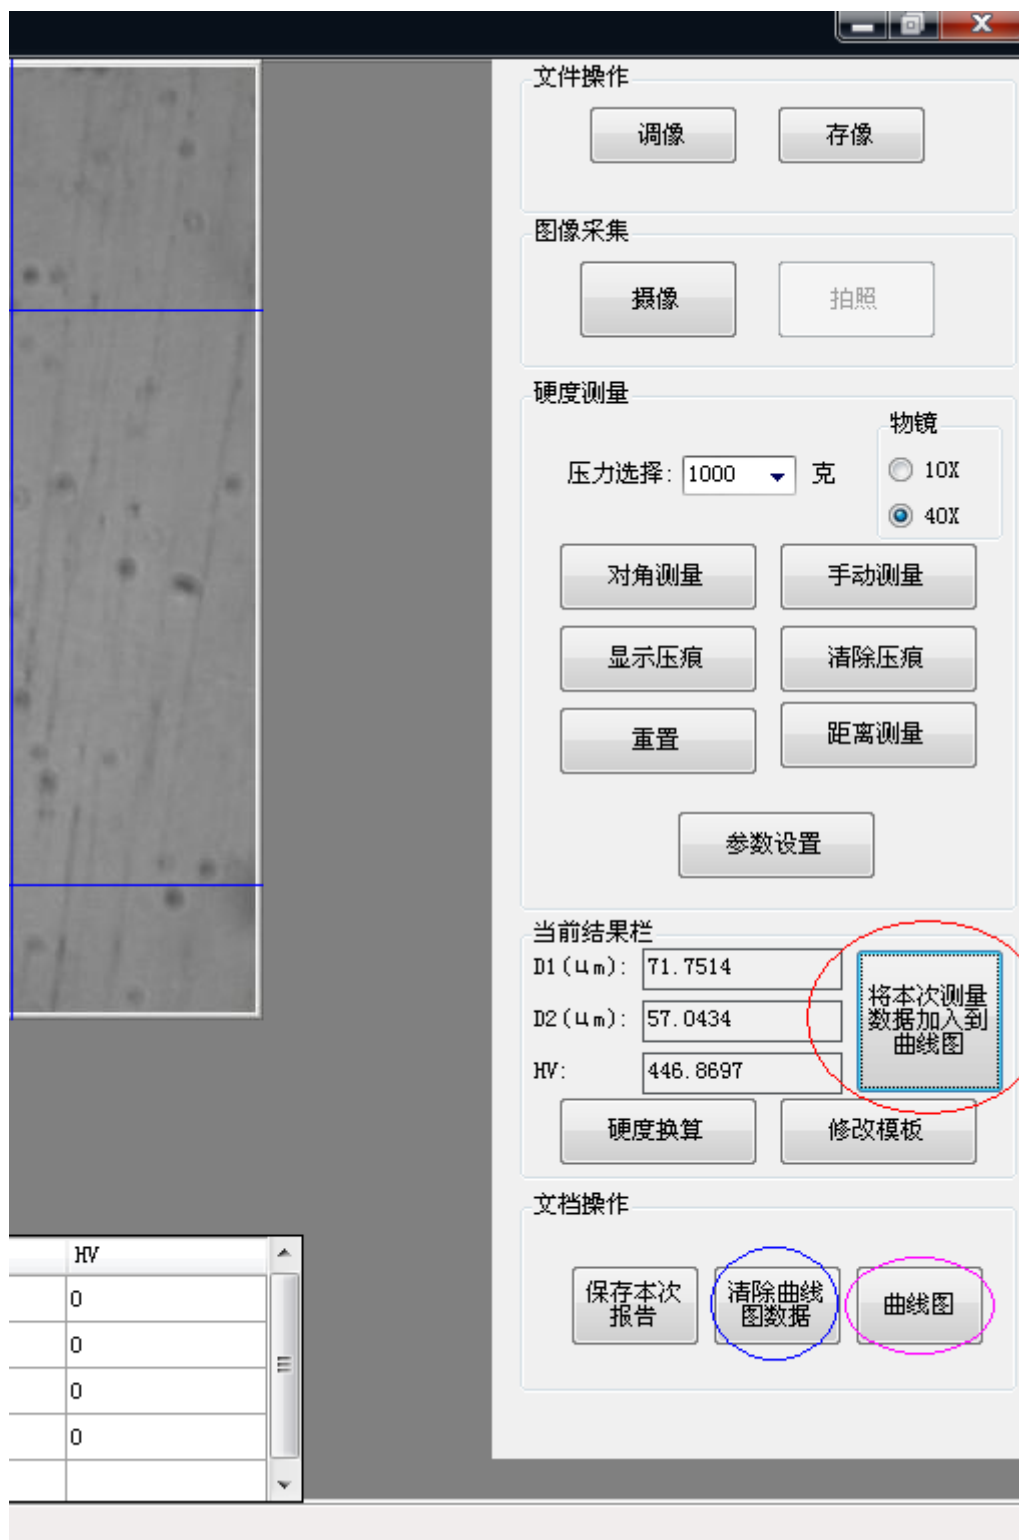 文件操作
调像 存像
图像采集
摄像 拍照
硬度测量
物镜
压力选择: 1000 克
10X
40X
对角测量 手动测量
显示压痕 清除压痕
重置 距离测量
参数设置
当前结果栏
D1(um): 71.7514
D2(um): 57.0434
HV: 446.8697
将本次测量
数据加入到
曲线图
硬度换算 修改模板
文档操作
保存本次
报告
清除曲线
图数据
曲线图
HV
0
0
0
0